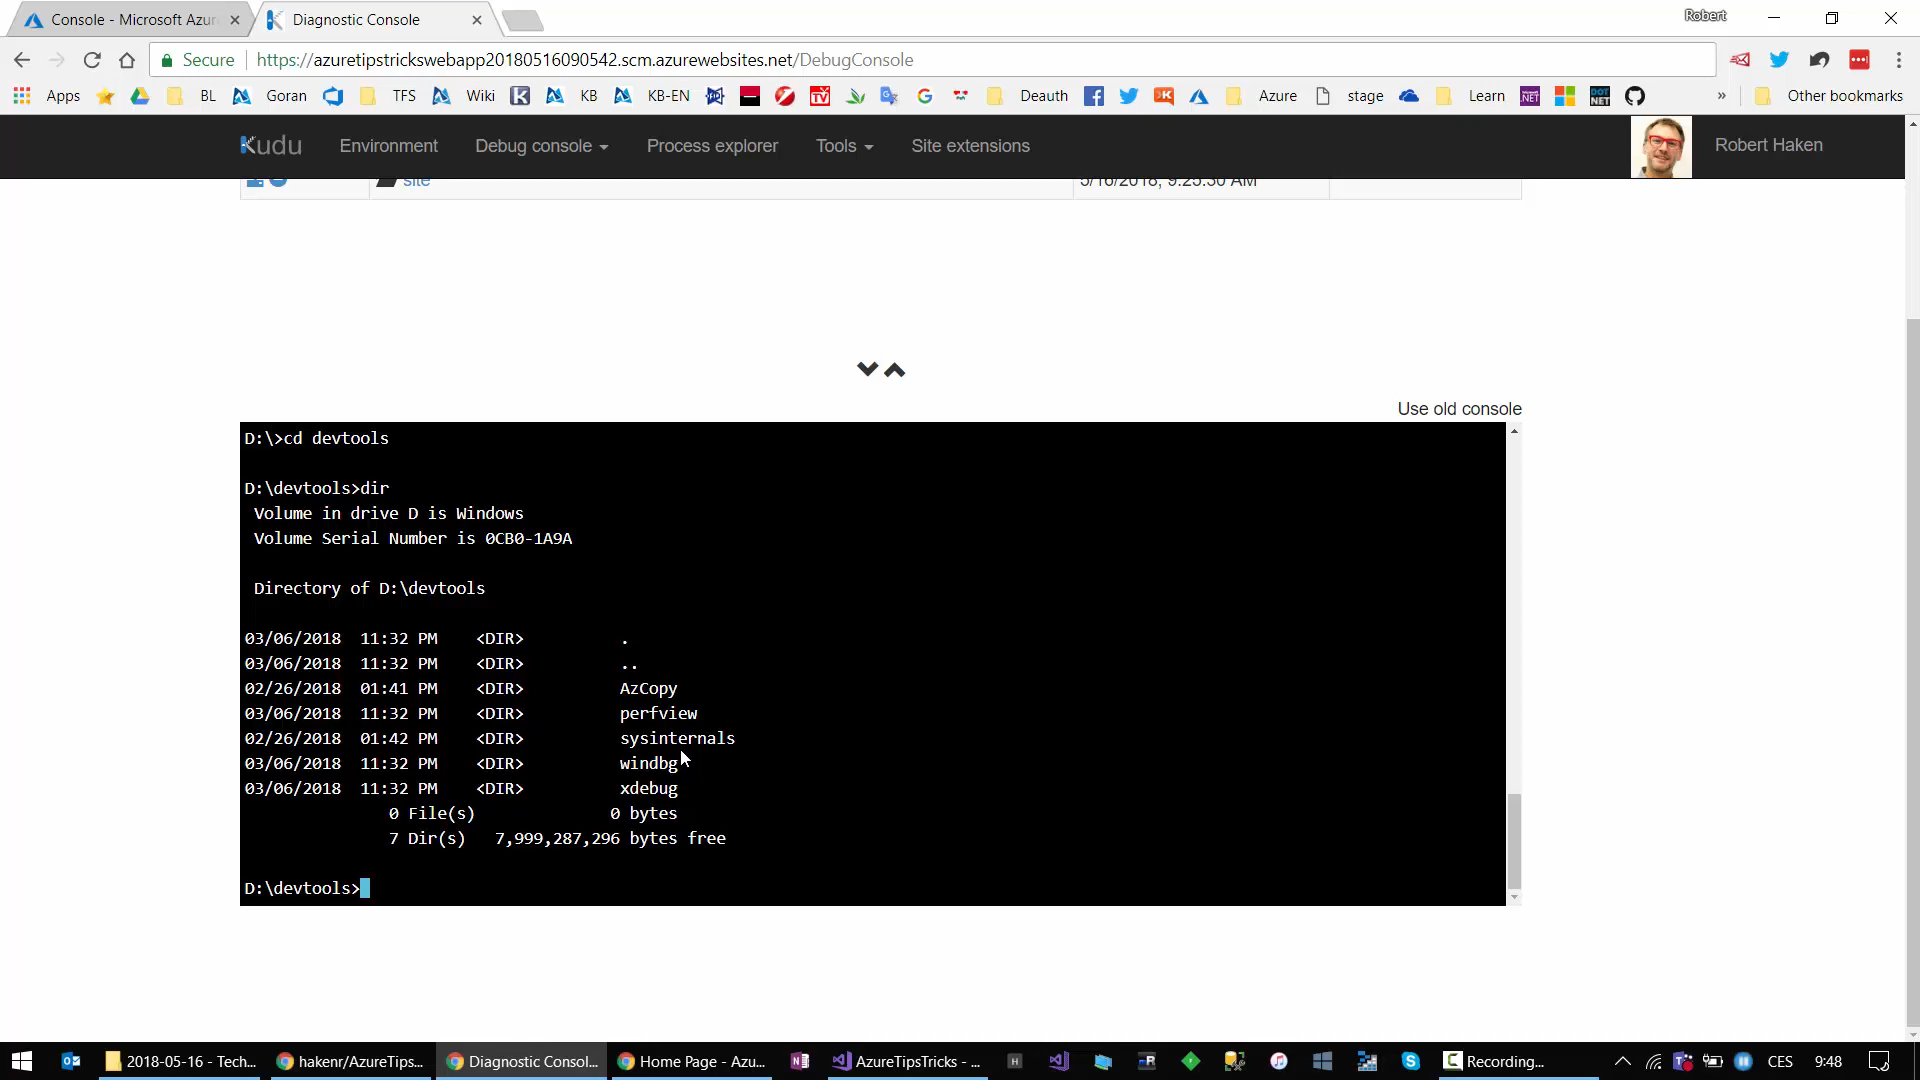 Console - Microsoft Azur
Diagnostic Console
Robert
Secure https://azuretipstrickswebapp20180516090542.scm.azurewebsites.net/DebugConsole
Apps BL Goran TFS Wiki KB KB-EN Deauth Azure stage Learn » Other bookmarks
Kudu Environment Debug console Process explorer Tools Site extensions Robert Haken
site 5/16/2018, 9:25:30 AM
Use old console
D:\>cd devtools
D:\devtools>dir
Volume in drive D is Windows
Volume Serial Number is 0CB0-1A9A
Directory of D:\devtools
03/06/2018 11:32 PM <DIR> .
03/06/2018 11:32 PM <DIR> ..
02/26/2018 01:41 PM <DIR> AzCopy
03/06/2018 11:32 PM <DIR> perfview
02/26/2018 01:42 PM <DIR> sysinternals
03/06/2018 11:32 PM <DIR> windbg
03/06/2018 11:32 PM <DIR> xdebug
0 File(s) 0 bytes
7 Dir(s) 7,999,287,296 bytes free
D:\devtools>
2018-05-16 - Tech... hakenr/AzureTips... Diagnostic Consol... Home Page - Azu... AzureTipsTricks - ... Recording... CES 9:48